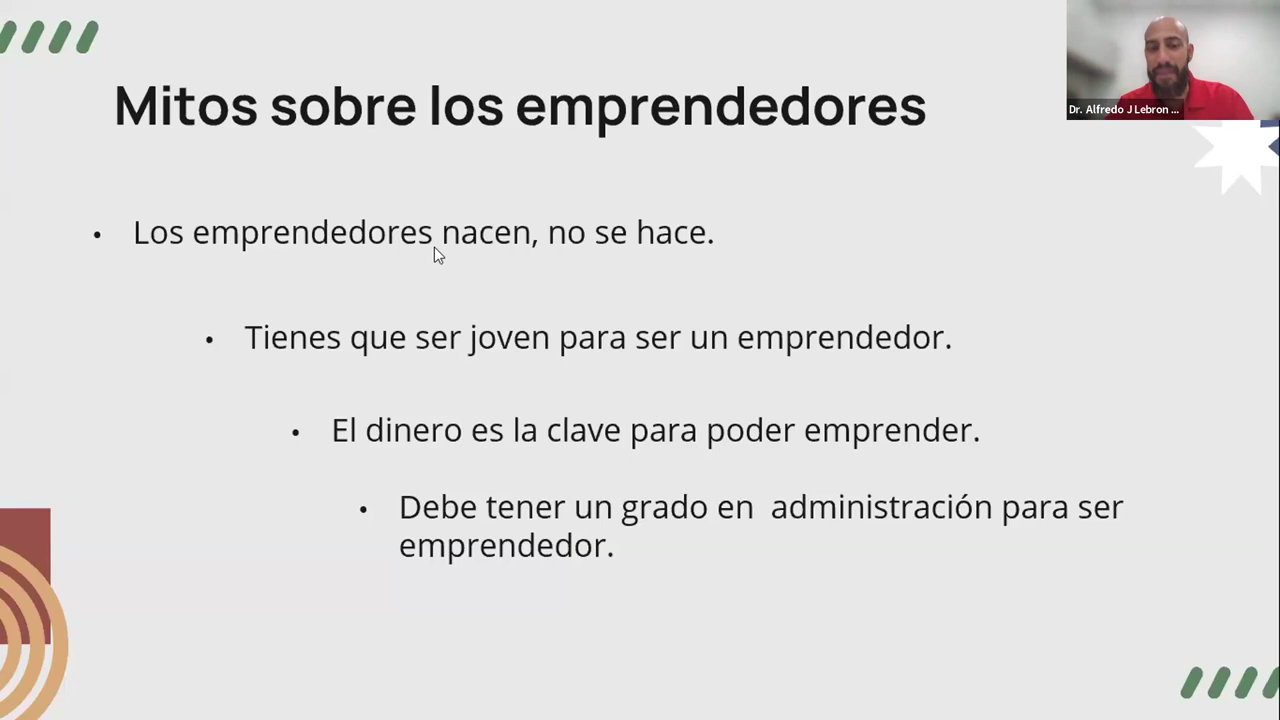 Dr. Alfredo J Lebron ...
Mitos sobre los emprendedores
• Los emprendedores nacen, no se hace.
• Tienes que ser joven para ser un emprendedor.
• El dinero es la clave para poder emprender.
• Debe tener un grado en  administración para ser
emprendedor.